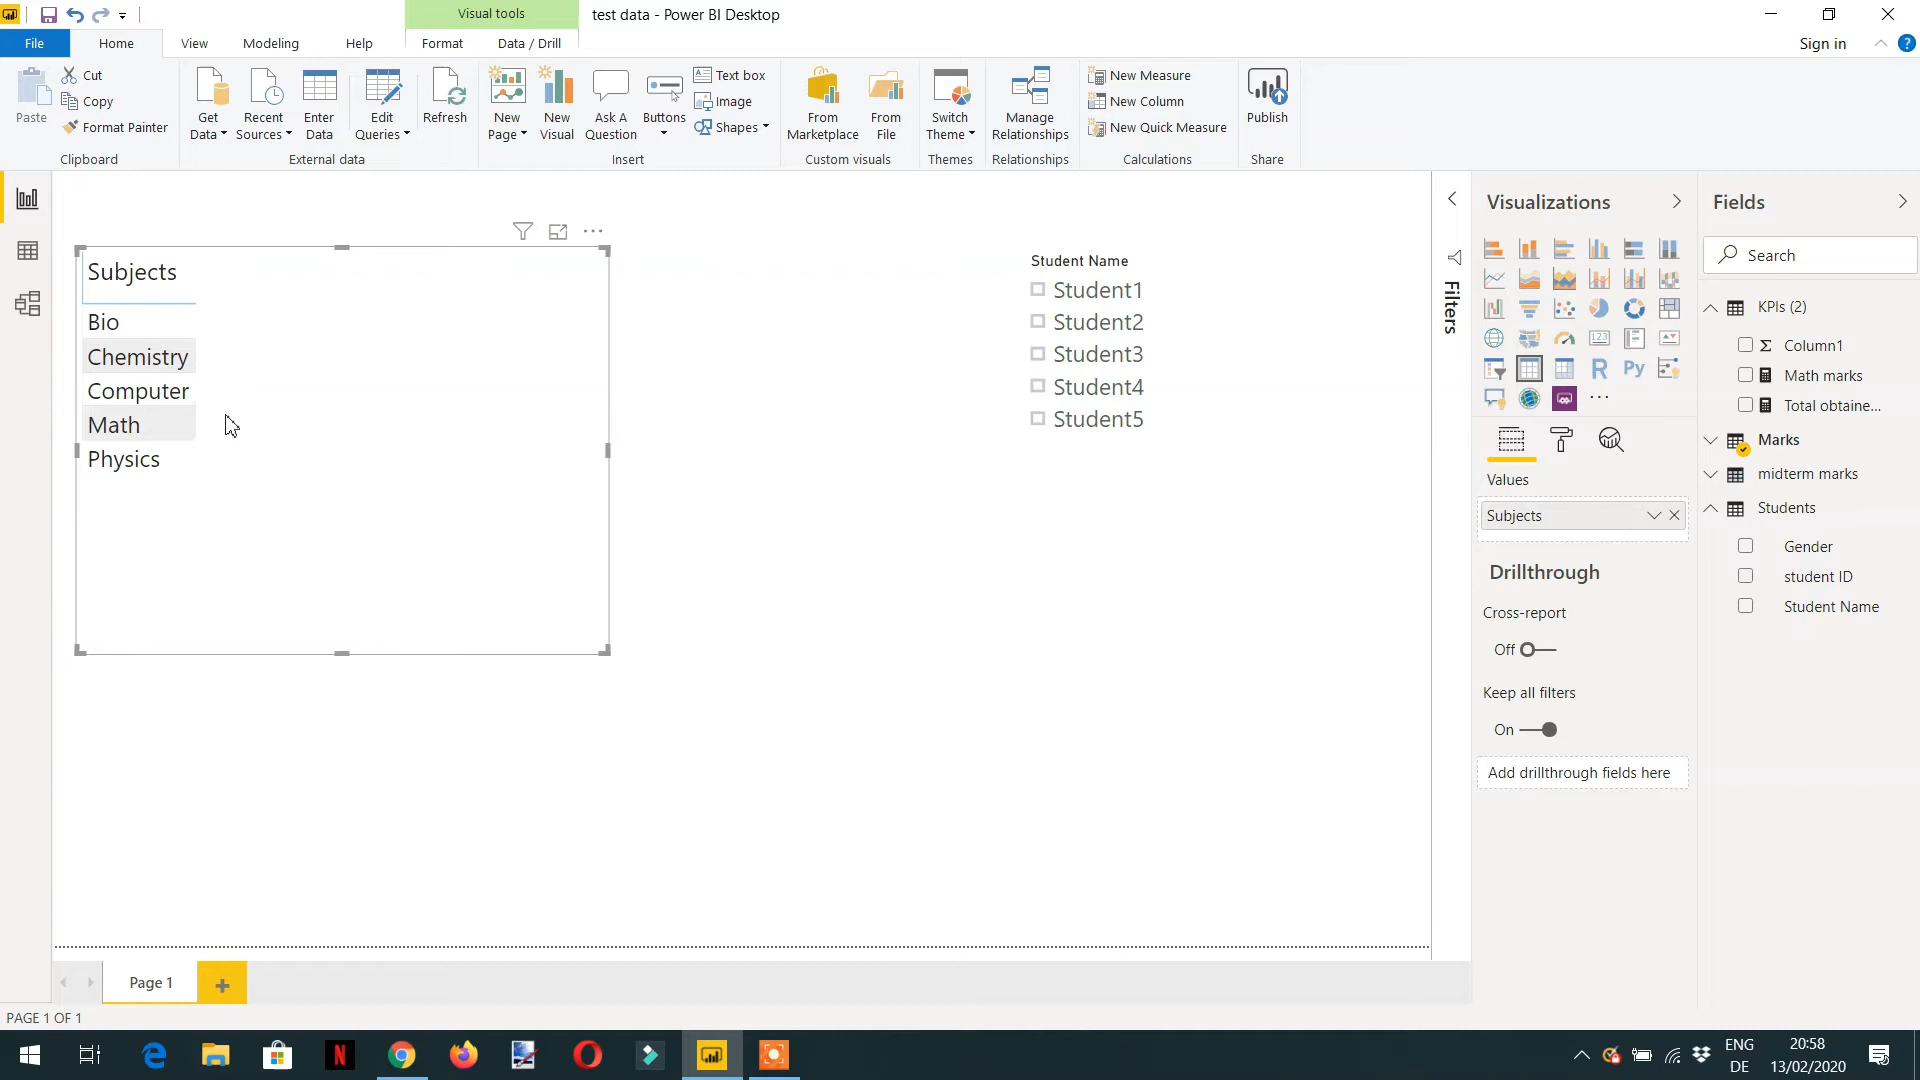 Visual tools
test data - Power BI Desktop
File
Home
View
Modeling
Help
Format
Data / Drill
Sign in
Paste
Cut
Copy
Format Painter
Clipboard
Get Data
Recent Sources
Enter Data
Edit Queries
Refresh
External data
New Page
New Visual
Ask A Question
Buttons
Text box
Image
Shapes
Insert
From Marketplace
From File
Custom visuals
Switch Theme
Themes
Manage Relationships
Relationships
New Measure
New Column
New Quick Measure
Calculations
Publish
Share
Subjects
Bio
Chemistry
Computer
Math
Physics
Student Name
Student1
Student2
Student3
Student4
Student5
Filters
Visualizations
123
R
Py
Values
Subjects
Drillthrough
Cross-report
Off
Keep all filters
On
Add drillthrough fields here
Fields
Search
KPIs (2)
Σ Column1
Math marks
Total obtaine...
Marks
midterm marks
Students
Gender
student ID
Student Name
Page 1
PAGE 1 OF 1
N
ENG
DE
20:58
13/02/2020